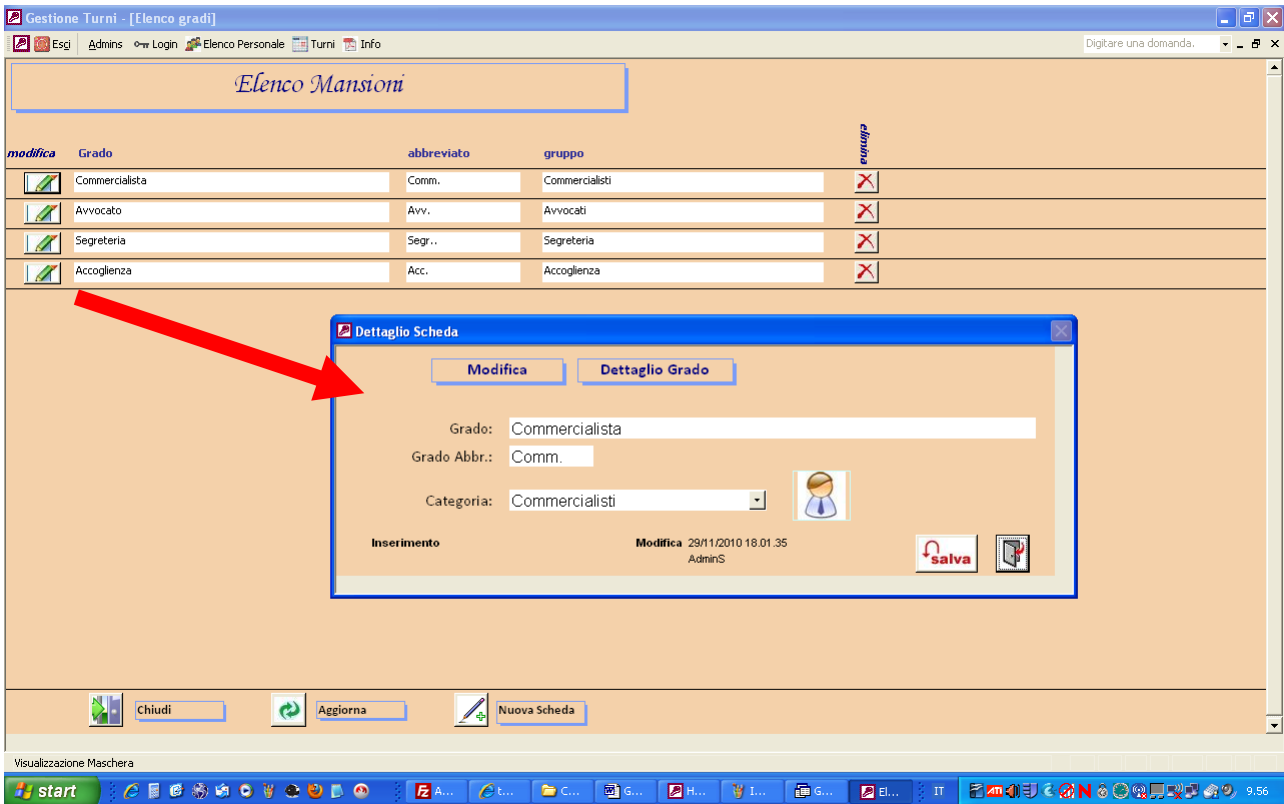 Gestione Turni - [Elenco gradi]
Esci Admins Login Elenco Personale Turni Info Digitare una domanda.
Elenco Mansioni
modifica Grado abbreviato gruppo elimina
Commercialista Comm. Commercialisti
Avvocato Avv. Avvocati
Segreteria Segr.. Segreteria
Accoglienza Acc. Accoglienza
Dettaglio Scheda
Modifica Dettaglio Grado
Grado: Commercialista
Grado Abbr.: Comm.
Categoria: Commercialisti
Inserimento Modifica 29/11/2010 18.01.35
AdminS
salva
Chiudi Aggiorna Nuova Scheda
Visualizzazione Maschera
start A... t... C... G... H... I... G... El... IT 9.56